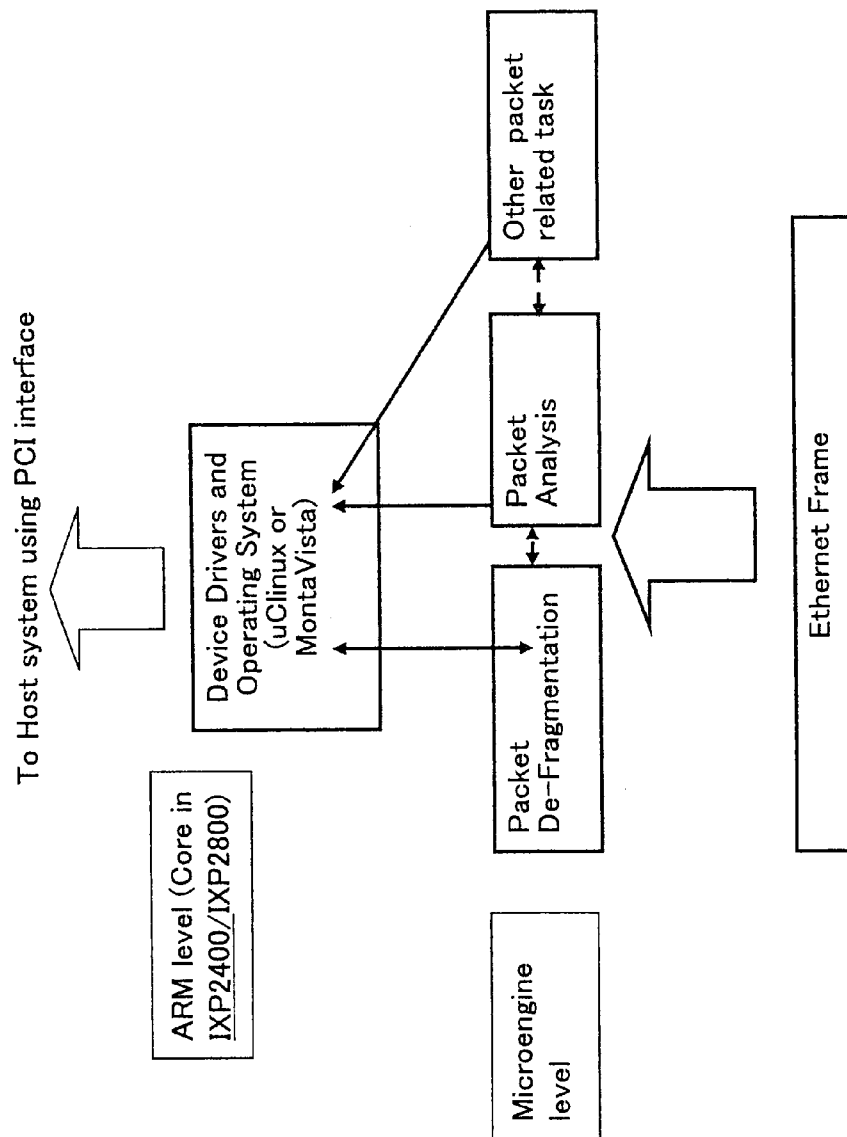 To Host system using PCI interface
ARM level (Core in
IXP2400/IXP2800)
Device Drivers and
Operating System
(uClinux or
MontaVista)
Microengine
level
Packet
De-Fragmentation
Packet
Analysis
Other packet
related task
Ethernet Frame